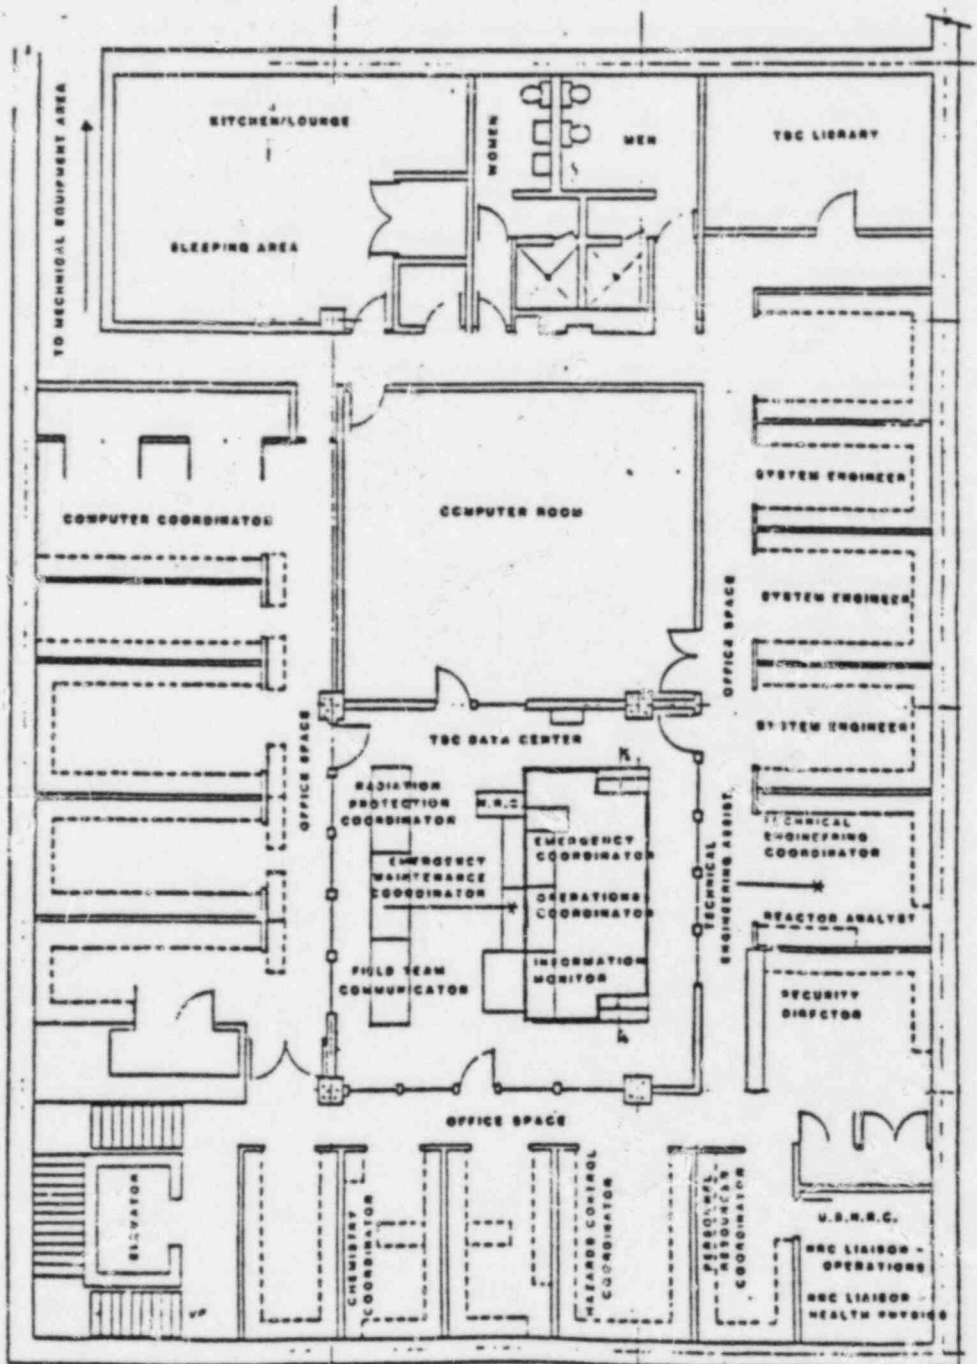 TO MECHANICAL EQUIPMENT AREA
KITCHEN/LOUNGE
SLEEPING AREA
WOMEN
MEN
TSC LIBRARY
COMPUTER COORDINATOR
COMPUTER ROOM
SYSTEM ENGINEER
SYSTEM ENGINEER
SYSTEM ENGINEER
OFFICE SPACE
OFFICE SPACE
TSC DATA CENTER
RADIATION
PROTECTION
COORDINATOR
N.R.C
EMERGENCY
MAINTENANCE
COORDINATOR
EMERGENCY
COORDINATOR
OPERATIONS
COORDINATOR
FIELD TEAM
COMMUNICATOR
INFORMATION
MONITOR
TECHNICAL
ENGINEERING ASSIST.
TECHNICAL
ENGINEERING
COORDINATOR
REACTOR ANALYST
SECURITY
DIRECTOR
OFFICE SPACE
ELEVATOR
UP
CHEMISTRY
COORDINATOR
HAZARDS CONTROL
COORDINATOR
PERSONNEL
RESOURCES
COORDINATOR
U.S.N.R.C.
NRC LIAISON -
OPERATIONS
NRC LIAISON
HEALTH PHYSICS